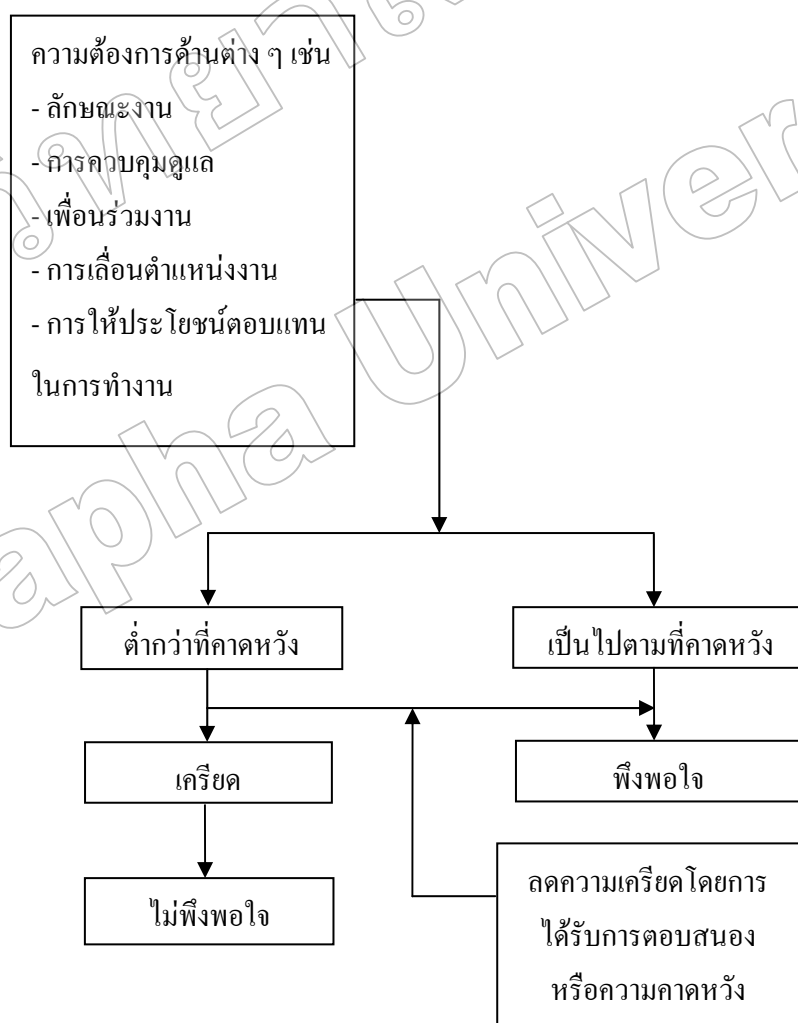 ความต้องการด้านต่าง ๆ เช่น
- ลักษณะงาน
- การควบคุมดูแล
- เพื่อนร่วมงาน
- การเลื่อนตำแหน่งงาน
- การให้ประโยชน์ตอบแทน
ในการทำงาน
ต่ำกว่าที่คาดหวัง
เป็นไปตามที่คาดหวัง
เครียด
พึงพอใจ
ไม่พึงพอใจ
ลดความเครียดโดยการ
ได้รับการตอบสนอง
หรือความคาดหวัง
apha Univer